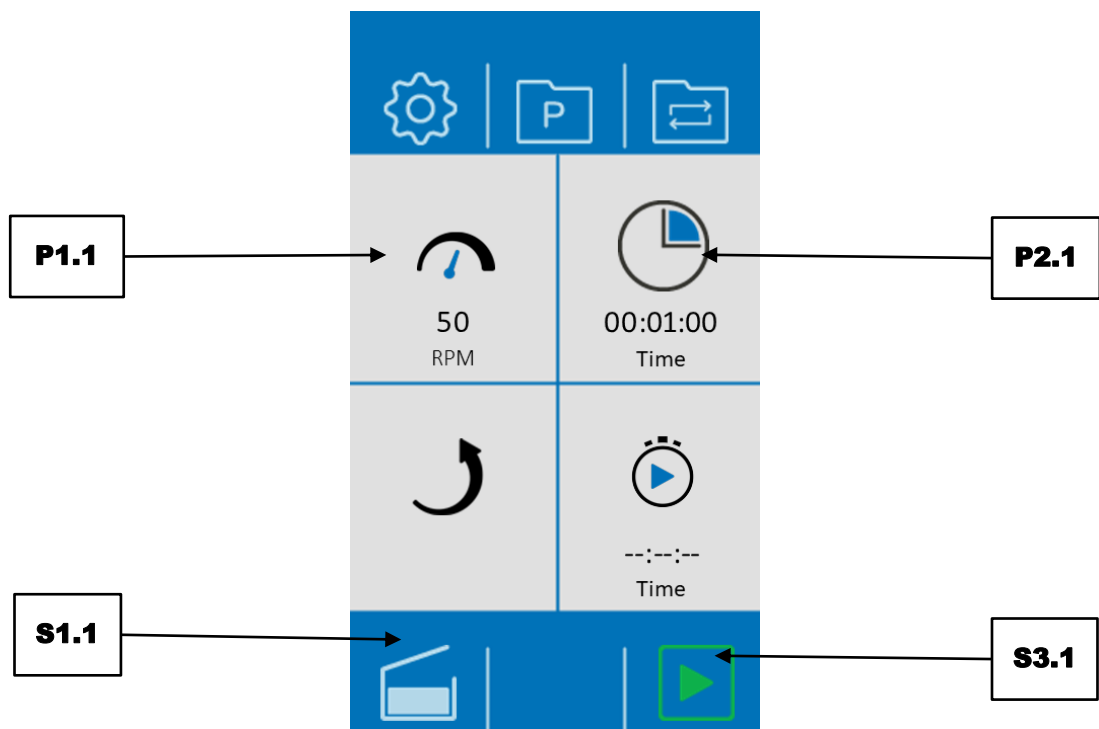 P
P1.1
P2.1
50
00:01:00
RPM
Time
--:--:--
Time
S1.1
S3.1